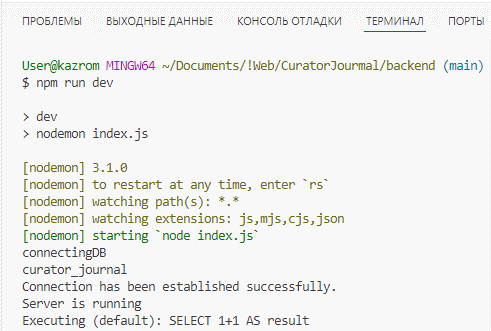 ПРОБЛЕМЫ ВЫХОДНЫЕ ДАННЫЕ КОНСОЛЬ ОТЛАДКИ ТЕРМИНАЛ ПОРТЫ
User@kazrom MINGW64 ~/Documents/!Web/CuratorJourmal/backend (main)
$ npm run dev
> dev
> nodemon index.js
[nodemon] 3.1.0
[nodemon] to restart at any time, enter `rs`
[nodemon] watching path(s): *.*
[nodemon] watching extensions: js,mjs,cjs,json
[nodemon] starting `node index.js`
connectingDB
curator_journal
Connection has been established successfully.
Server is running
Executing (default): SELECT 1+1 AS result